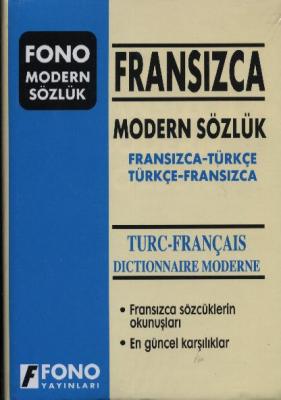 FONO
MODERN
SÖZLÜK
FRANSIZCA
MODERN SÖZLÜK
FRANSIZCA-TÜRKÇE
TÜRKÇE-FRANSIZCA
TURC-FRANÇAIS
DICTIONNAIRE MODERNE
• Fransızca sözcüklerin
okunuşları
• En güncel karşılıklar
FONO
YAYINLARI